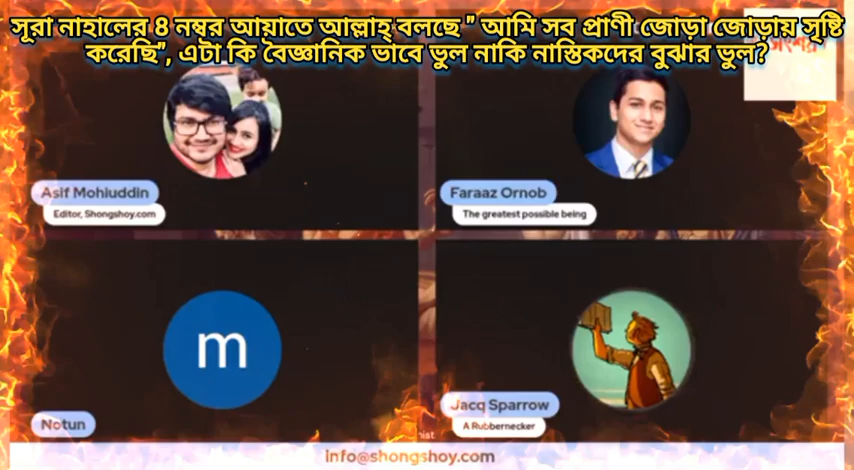 সূরা নাহালের ৪ নম্বর আয়াতে আল্লাহ্ বলছে " আমি সব প্রাণী জোড়া জোড়ায় সৃষ্টি
করেছি", এটা কি বৈজ্ঞানিক ভাবে ভুল নাকি নাস্তিকদের বুঝার ভুল?
Asif Mohiuddin
Editor, Shongshoy.com
Faraaz Ornob
The greatest possible being
m
Notun
Jacq Sparrow
A Rubbernecker
info@shongshoy.com